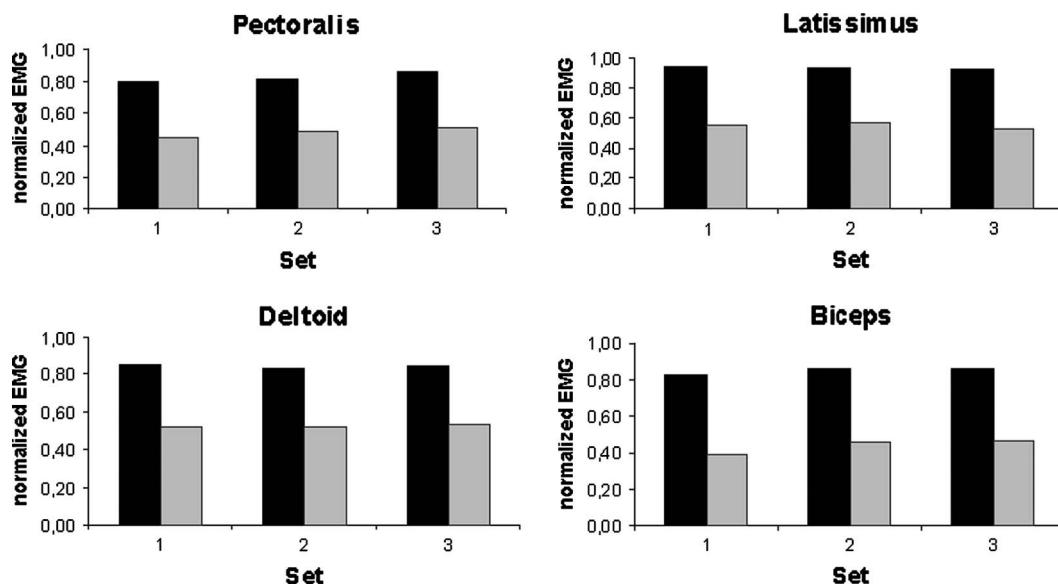 Pectoralis
normalized EMG
1,00
0,80
0,60
0,40
0,20
0,00
1 2 3
Set
Latissimus
normalized EMG
1,00
0,80
0,60
0,40
0,20
0,00
1 2 3
Set
Deltoid
normalized EMG
1,00
0,80
0,60
0,40
0,20
0,00
1 2 3
Set
Biceps
normalized EMG
1,00
0,80
0,60
0,40
0,20
0,00
1 2 3
Set